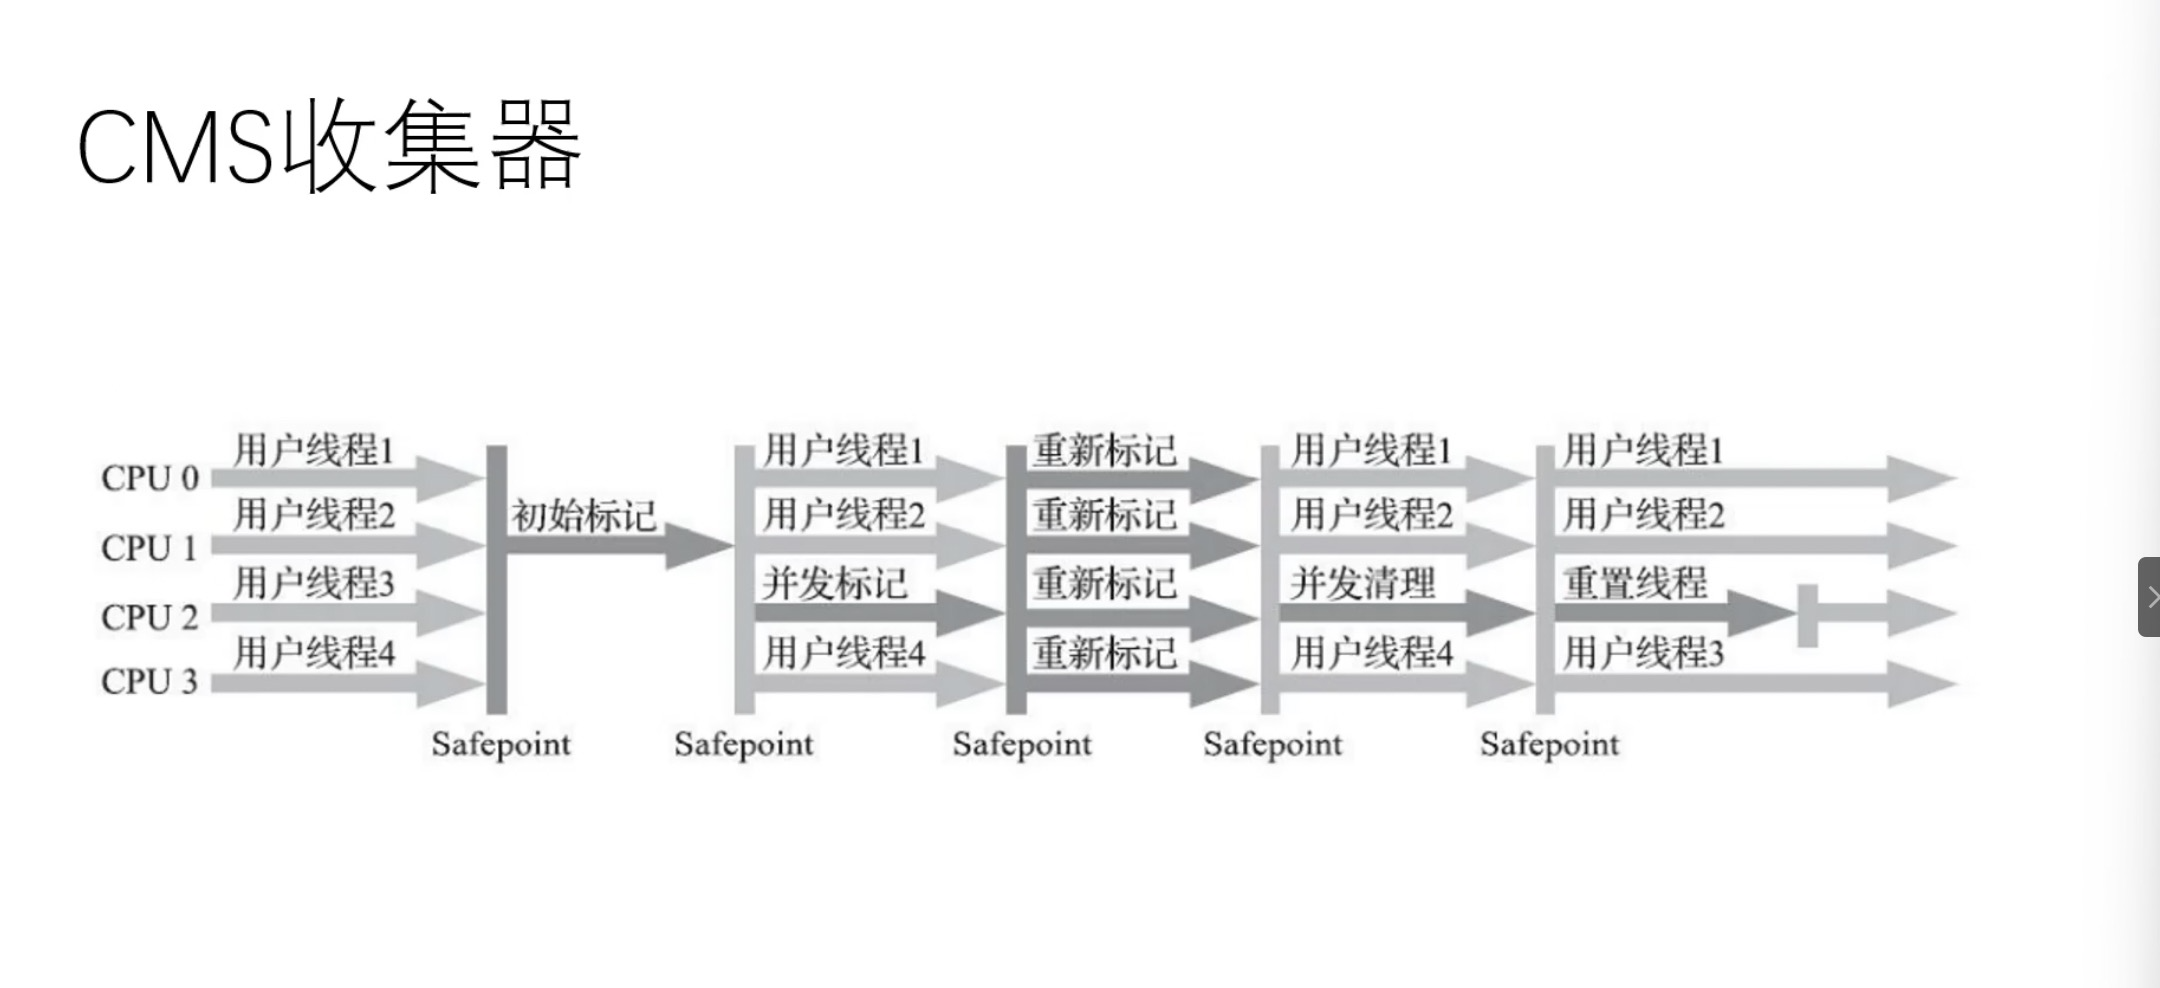 CMS收集器
用户线程1 用户线程1 重新标记 用户线程1 用户线程1
CPU 0
用户线程2 初始标记 用户线程2 重新标记 用户线程2 用户线程2
CPU 1
用户线程3 并发标记 重新标记 并发清理 重置线程
CPU 2
用户线程4 用户线程4 重新标记 用户线程4 用户线程3
CPU 3
Safepoint Safepoint Safepoint Safepoint Safepoint